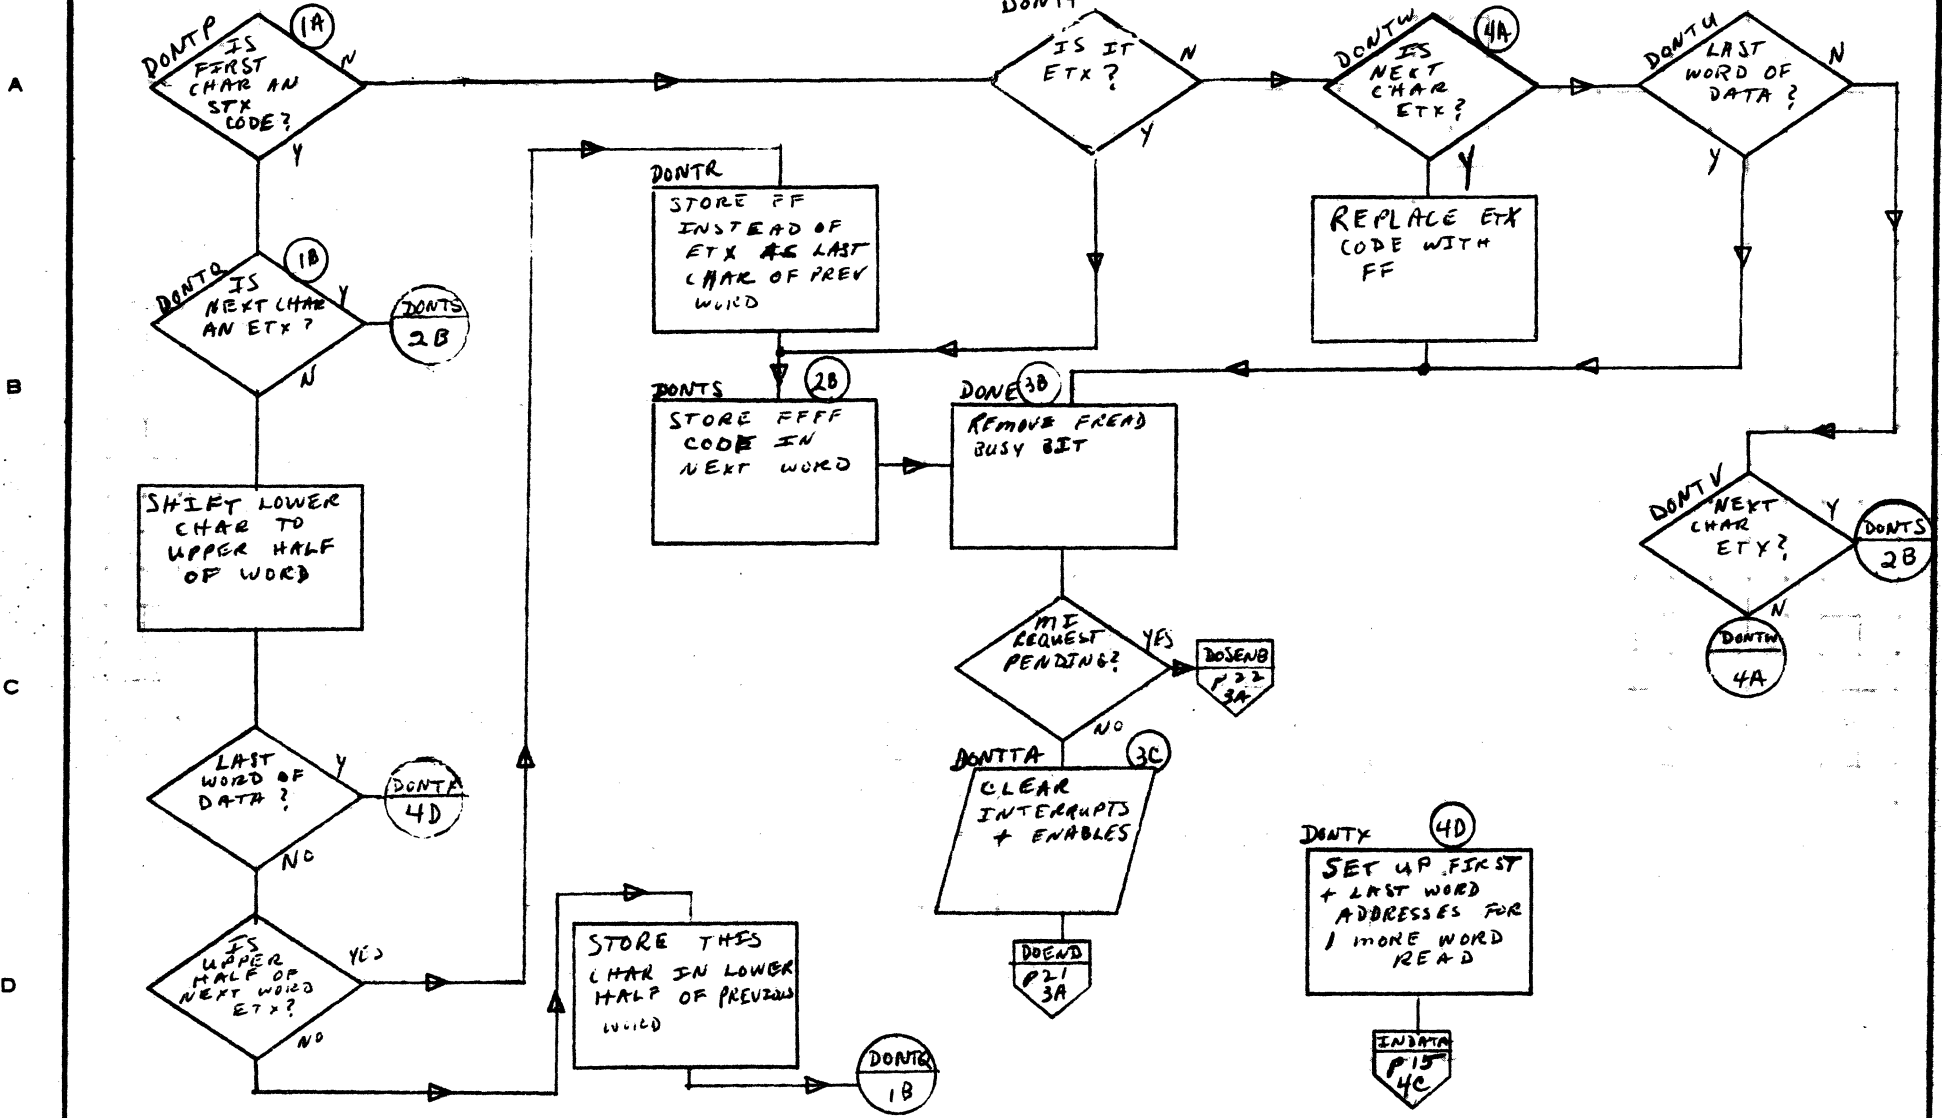 A
B
C
D
DONTP
1A
IS
FIRST
CHAR AN
STX
CODE?
N
Y
DONTQ
1B
IS
NEXT CHAR
AN ETX?
Y
N
DONTS
2B
SHIFT LOWER
CHAR TO
UPPER HALF
OF WORD
LAST
WORD OF
DATA?
Y
NO
4D
IS
UPPER
HALF OF
NEXT WORD
ETX?
YES
NO
DONTR
STORE FF
INSTEAD OF
ETX AS LAST
CHAR OF PREV
WORD
DONTS
2B
STORE FFFF
CODE IN
NEXT WORD
STORE THIS
CHAR IN LOWER
HALF OF PREVIOUS
WORD
DONTQ
1B
IS IT
ETX?
N
Y
DONE
3B
REMOVE FREAD
BUSY BIT
MI
REQUEST
PENDING?
YES
NO
DOSENB
P22
3A
DONTTA
3C
CLEAR
INTERRUPTS
+ ENABLES
DOEND
P21
3A
DONTW
4A
IS
NEXT
CHAR
ETX?
Y
REPLACE ETX
CODE WITH
FF
DONTU
LAST
WORD OF
DATA?
N
Y
DONTV
NEXT
CHAR
ETX?
Y
N
DONTS
2B
DONTW
4A
DONTX
4D
SET UP FIRST
+ LAST WORD
ADDRESSES FOR
1 MORE WORD
READ
INDATA
P15
4C